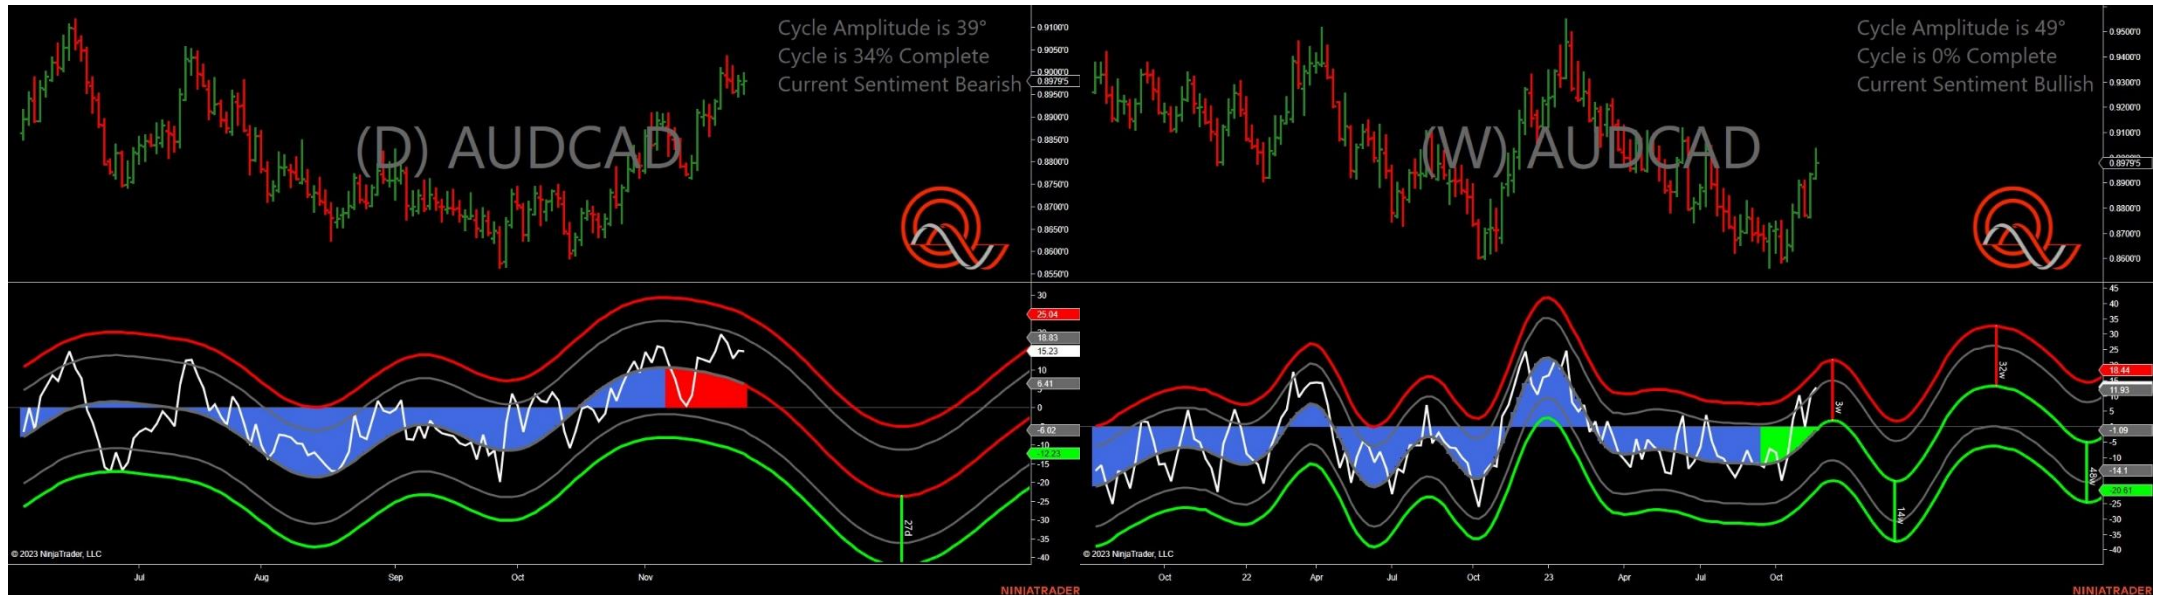 Cycle Amplitude is 39°
Cycle is 34% Complete
Current Sentiment Bearish
(D) AUDCAD
0.9100'0
0.9050'0
0.9000'0
0.8979'5
0.8950'0
0.8900'0
0.8850'0
0.8800'0
0.8750'0
0.8700'0
0.8650'0
0.8600'0
0.8550'0
30
25.04
18.83
15.23
10
6.41
0
-6.02
-10
-12.23
-15
-20
-25
-30
-35
-40
27d
© 2023 NinjaTrader, LLC
Jul
Aug
Sep
Oct
Nov
NINJATRADER
Cycle Amplitude is 49°
Cycle is 0% Complete
Current Sentiment Bullish
(W) AUDCAD
0.9500'0
0.9400'0
0.9300'0
0.9200'0
0.9100'0
0.8979'5
0.8900'0
0.8800'0
0.8700'0
0.8600'0
45
40
35
30
25
18.44
11.93
5
-1.09
-5
-10
-14.1
-20.61
-25
-30
-35
-40
3w
14w
32w
48w
© 2023 NinjaTrader, LLC
Oct
22
Apr
Jul
Oct
23
Apr
Jul
Oct
NINJATRADER